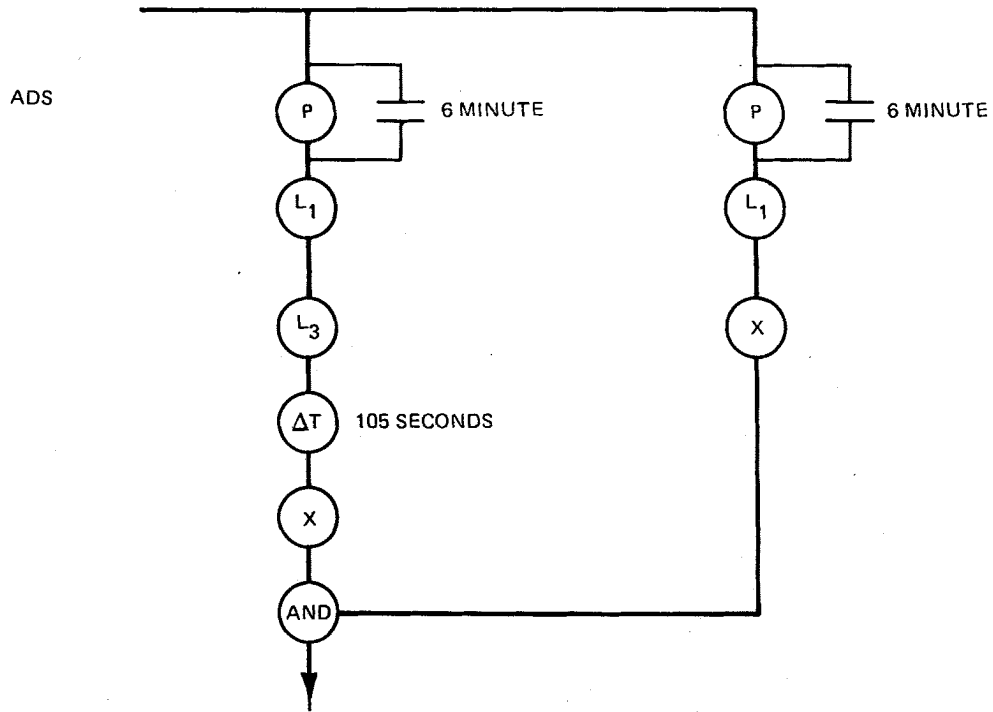 ADS
P
6 MINUTE
P
6 MINUTE
L1
L1
L3
X
ΔT
105 SECONDS
X
AND